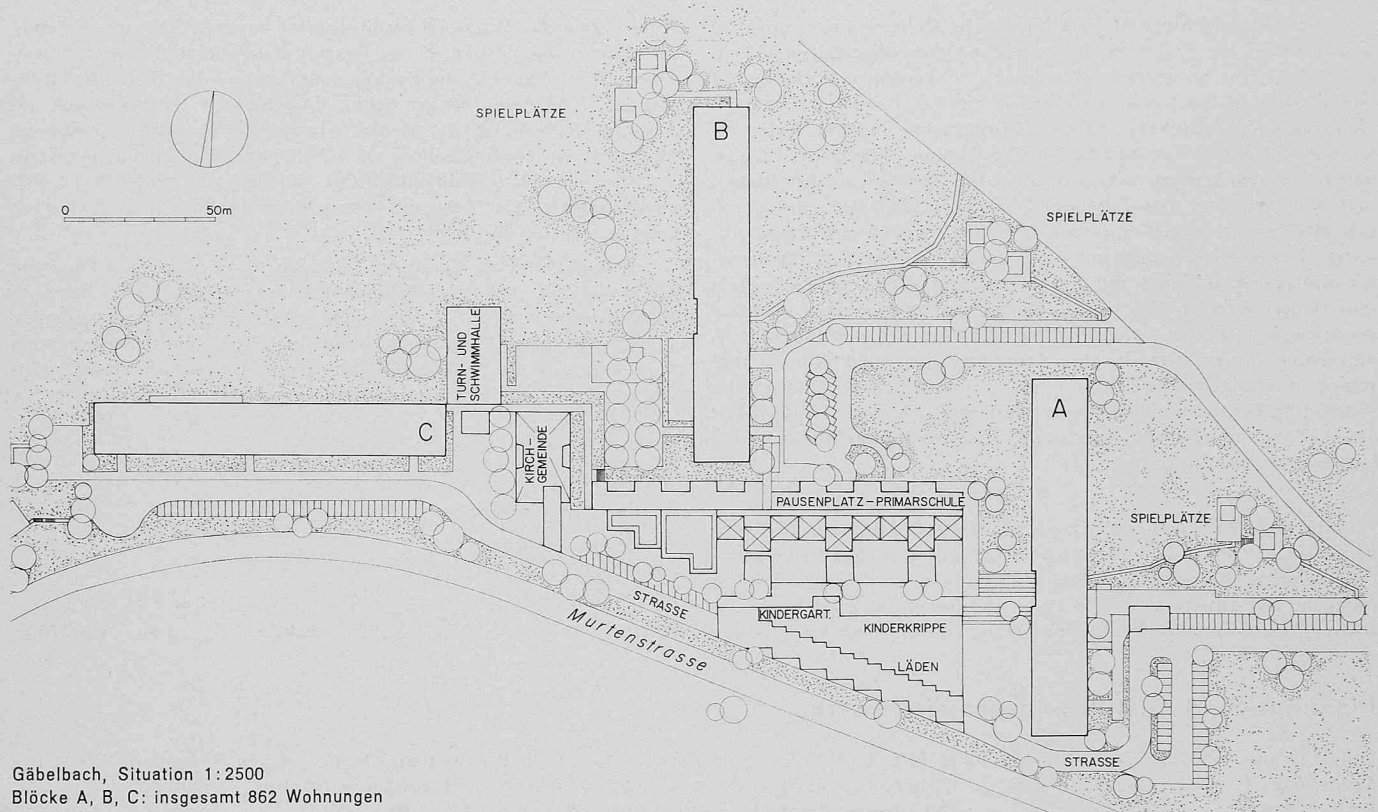 SPIELPLÄTZE
B
0 50m
SPIELPLÄTZE
TURN- UND
SCHWIMMHALLE
A
C
KIRCH-
GEMEINDE
PAUSENPLATZ – PRIMARSCHULE
SPIELPLÄTZE
STRASSE
KINDERGART.
KINDERKRIPPE
Murtenstrasse
LÄDEN
STRASSE
Gäbelbach, Situation 1:2500
Blöcke A, B, C: insgesamt 862 Wohnungen